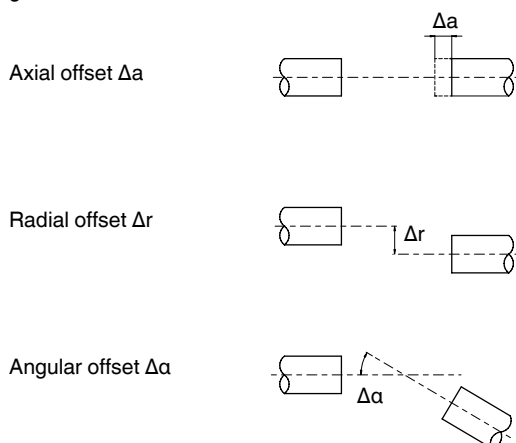 Δa
Axial offset Δa
Radial offset Δr
Δr
Angular offset Δα
Δα